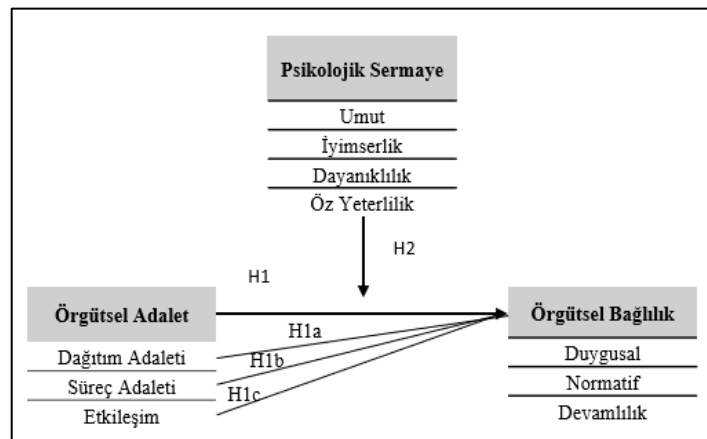 Psikolojik Sermaye
Umut
İyimserlik
Dayanıklılık
Öz Yeterlilik
H1
H2
Örgütsel Adalet
Dağıtım Adaleti
Süreç Adaleti
Etkileşim
H1a
H1b
H1c
Örgütsel Bağlılık
Duygusal
Normatif
Devamlılık